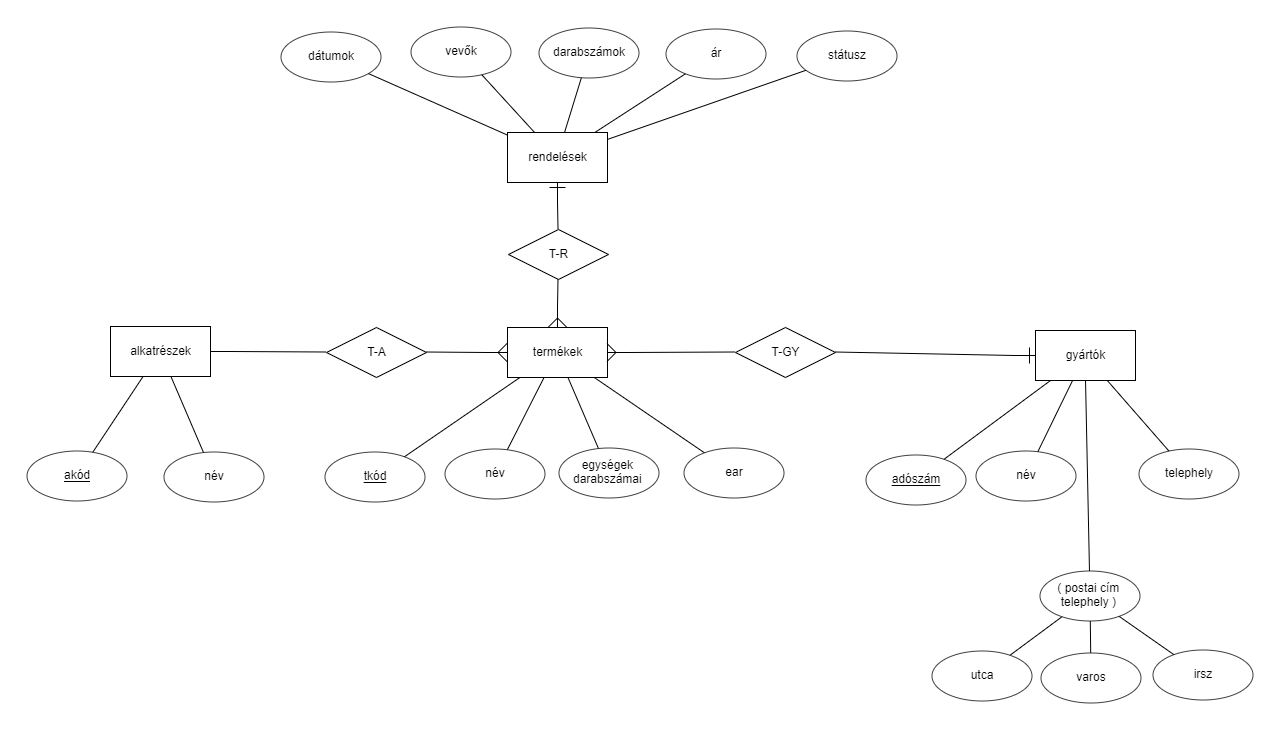 dátumok
vevők
darabszámok
ár
státusz
rendelések
T-R
alkatrészek
T-A
termékek
T-GY
gyártók
akód
név
tkód
név
egységek
darabszámai
ear
adószám
név
telephely
( postai cím
telephely )
utca
varos
irsz